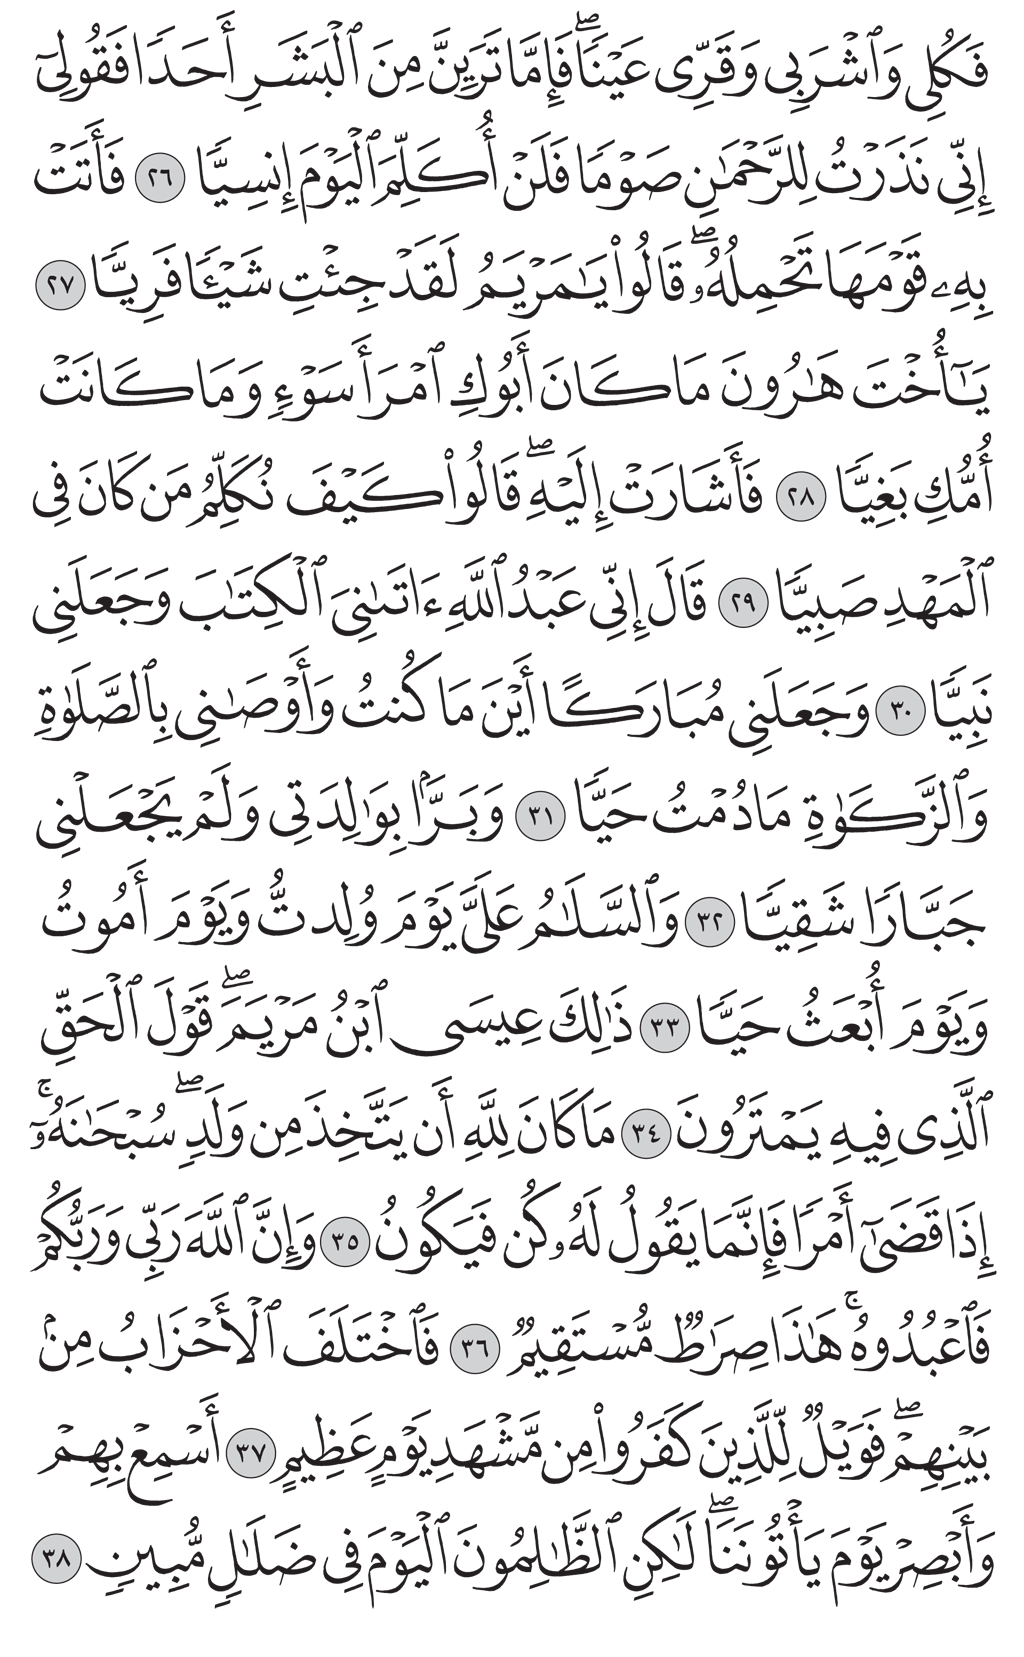 فَكُلِى وَٱشْرَبِى وَقَرِّى عَيْنًاۖ فَإِمَّا تَرَيِنَّ مِنَ ٱلْبَشَرِ أَحَدًا فَقُولِىٓ
إِنِّى نَذَرْتُ لِلرَّحْمَٰنِ صَوْمًا فَلَنْ أُكَلِّمَ ٱلْيَوْمَ إِنسِيًّا ٢٦ فَأَتَتْ
بِهِۦ قَوْمَهَا تَحْمِلُهُۥۖ قَالُوا۟ يَٰمَرْيَمُ لَقَدْ جِئْتِ شَيْـًٔا فَرِيًّا ٢٧
يَٰٓأُخْتَ هَٰرُونَ مَا كَانَ أَبُوكِ ٱمْرَأَ سَوْءٍ وَمَا كَانَتْ
أُمُّكِ بَغِيًّا ٢٨ فَأَشَارَتْ إِلَيْهِۖ قَالُوا۟ كَيْفَ نُكَلِّمُ مَن كَانَ فِى
ٱلْمَهْدِ صَبِيًّا ٢٩ قَالَ إِنِّى عَبْدُ ٱللَّهِ ءَاتَىٰنِىَ ٱلْكِتَٰبَ وَجَعَلَنِى
نَبِيًّا ٣٠ وَجَعَلَنِى مُبَارَكًا أَيْنَ مَا كُنتُ وَأَوْصَٰنِى بِٱلصَّلَوٰةِ
وَٱلزَّكَوٰةِ مَا دُمْتُ حَيًّا ٣١ وَبَرًّۢا بِوَٰلِدَتِى وَلَمْ يَجْعَلْنِى
جَبَّارًا شَقِيًّا ٣٢ وَٱلسَّلَٰمُ عَلَىَّ يَوْمَ وُلِدتُّ وَيَوْمَ أَمُوتُ
وَيَوْمَ أُبْعَثُ حَيًّا ٣٣ ذَٰلِكَ عِيسَى ٱبْنُ مَرْيَمَۖ قَوْلَ ٱلْحَقِّ
ٱلَّذِى فِيهِ يَمْتَرُونَ ٣٤ مَا كَانَ لِلَّهِ أَن يَتَّخِذَ مِن وَلَدٍۖ سُبْحَٰنَهُۥٓۚ
إِذَا قَضَىٰٓ أَمْرًا فَإِنَّمَا يَقُولُ لَهُۥ كُن فَيَكُونُ ٣٥ وَإِنَّ ٱللَّهَ رَبِّى وَرَبُّكُمْ
فَٱعْبُدُوهُۚ هَٰذَا صِرَٰطٌ مُّسْتَقِيمٌ ٣٦ فَٱخْتَلَفَ ٱلْأَحْزَابُ مِنۢ
بَيْنِهِمْۖ فَوَيْلٌ لِّلَّذِينَ كَفَرُوا۟ مِن مَّشْهَدِ يَوْمٍ عَظِيمٍ ٣٧ أَسْمِعْ بِهِمْ
وَأَبْصِرْ يَوْمَ يَأْتُونَنَاۖ لَٰكِنِ ٱلظَّٰلِمُونَ ٱلْيَوْمَ فِى ضَلَٰلٍ مُّبِينٍ ٣٨